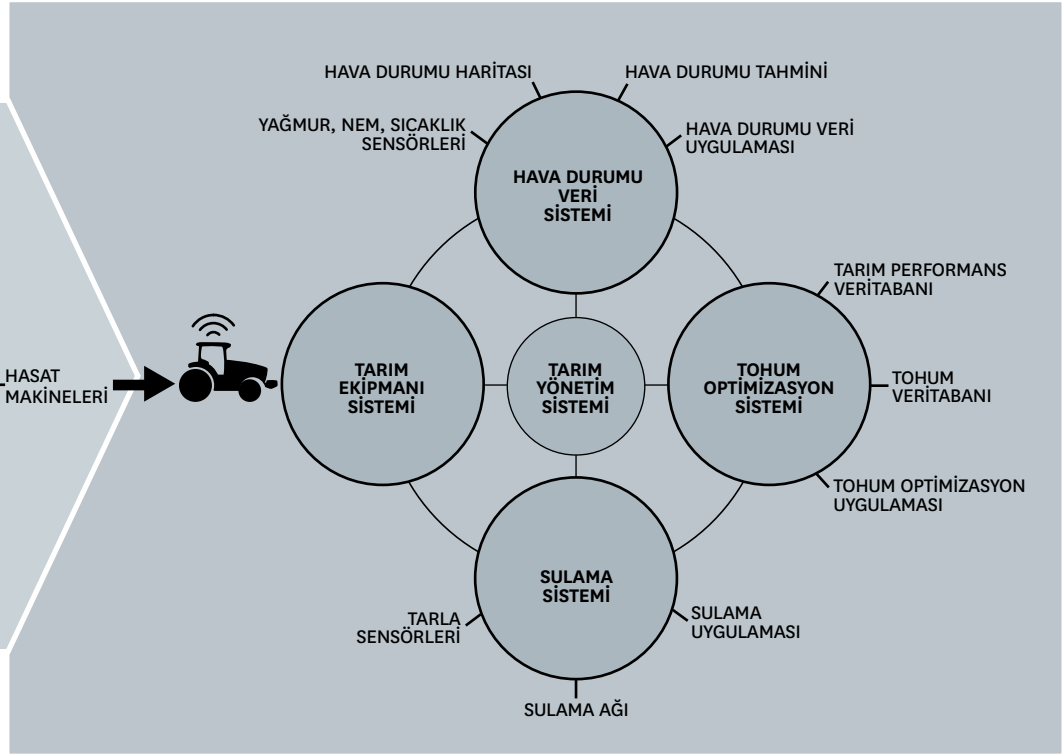 HAVA DURUMU HARİTASI
HAVA DURUMU TAHMİNİ
YAĞMUR, NEM, SICAKLIK
SENSÖRLERİ
HAVA DURUMU VERİ
UYGULAMASI
HAVA DURUMU
VERİ
SİSTEMİ
TARIM PERFORMANS
VERİTABANI
HASAT
MAKİNELERİ
TARIM
EKİPMANI
SİSTEMİ
TARIM
YÖNETİM
SİSTEMİ
TOHUM
OPTİMİZASYON
SİSTEMİ
TOHUM
VERİTABANI
TOHUM OPTİMİZASYON
UYGULAMASI
SULAMA
SİSTEMİ
TARLA
SENSÖRLERİ
SULAMA
UYGULAMASI
SULAMA AĞI